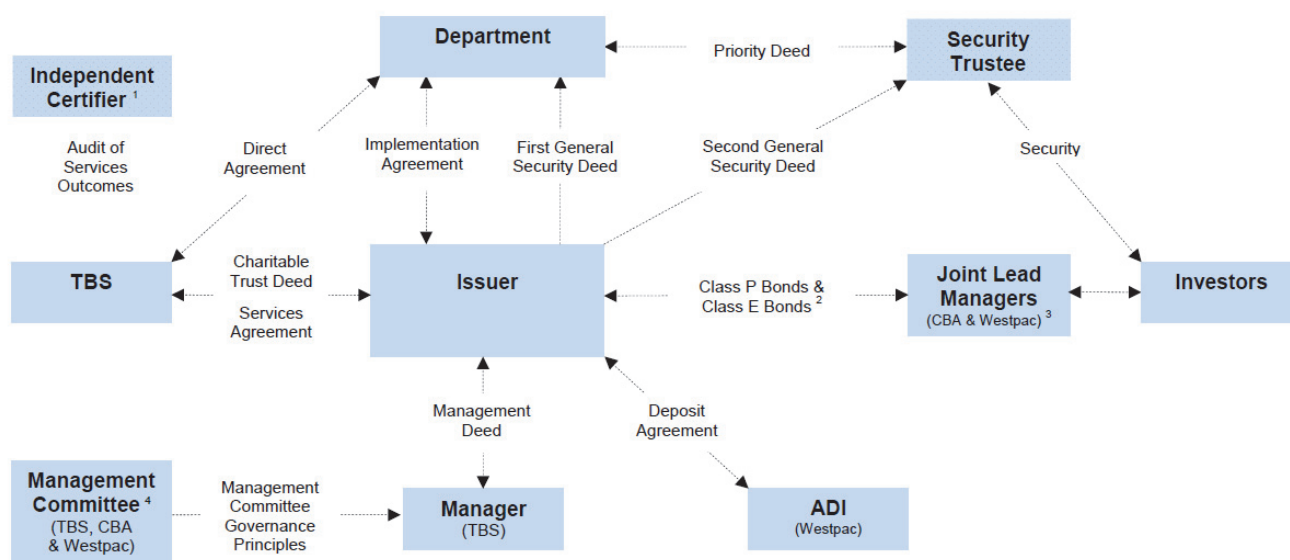 Department
Priority Deed
Security
Trustee
Independent
Certifier 1
Audit of
Services
Outcomes
Direct
Agreement
Implementation
Agreement
First General
Security Deed
Second General
Security Deed
Security
TBS
Charitable
Trust Deed
Services
Agreement
Issuer
Class P Bonds &
Class E Bonds 2
Joint Lead
Managers
(CBA & Westpac) 3
Investors
Management
Deed
Deposit
Agreement
Management
Committee 4
(TBS, CBA
& Westpac)
Management
Committee
Governance
Principles
Manager
(TBS)
ADI
(Westpac)